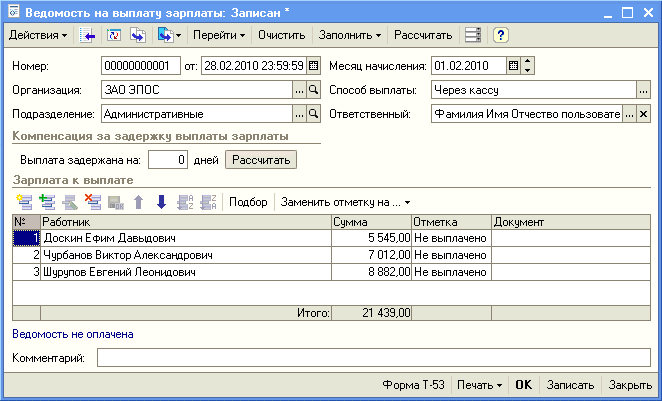 Ведомость на выплату зарплаты: Записан *
Действия Перейти Очистить Заполнить Рассчитать ?
Номер: 00000000001 от: 28.02.2010 23:59:59 Месяц начисления: 01.02.2010
Организация: ЗАО ЭПОС ... Способ выплаты: Через кассу ...
Подразделение: Административные ... Ответственный: Фамилия Имя Отчество пользовате ... x
Компенсация за задержку выплаты зарплаты
Выплата задержана на: 0 дней Рассчитать
Зарплата к выплате
Подбор Заменить отметку на ...
№ Работник Сумма Отметка Документ
1 Доскин Ефим Давыдович 5 545,00 Не выплачено
2 Чурбанов Виктор Александрович 7 012,00 Не выплачено
3 Шурупов Евгений Леонидович 8 882,00 Не выплачено
Итого: 21 439,00
Ведомость не оплачена
Комментарий:
Форма Т-53 Печать OK Записать Закрыть